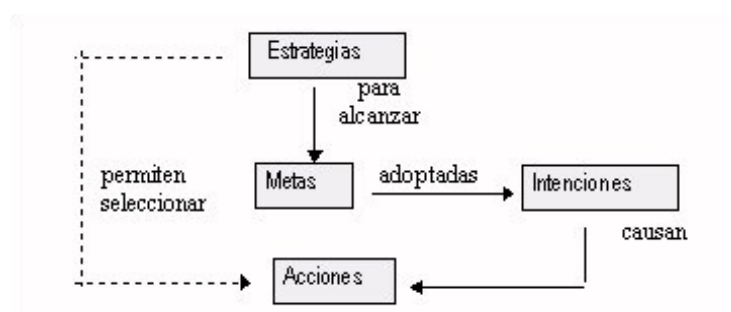 Estrategias
para
alcanzar
permiten
seleccionar
Metas
adoptadas
Intenciones
causan
Acciones